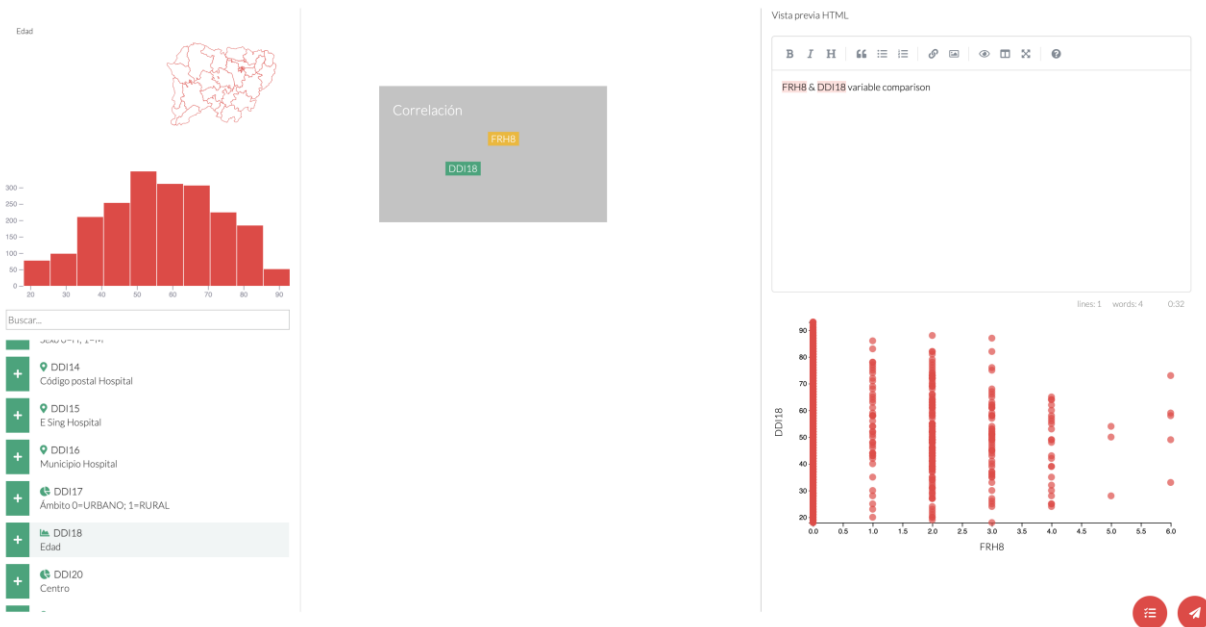 Edad
300
250
200
150
100
50
0
20 30 40 50 60 70 80 90
Buscar...
Sexo 0=H; 1=M
DDI14
Código postal Hospital
DDI15
E Sing Hospital
DDI16
Municipio Hospital
DDI17
Ámbito 0=URBANO; 1=RURAL
DDI18
Edad
DDI20
Centro
Correlación
FRH8
DDI18
Vista previa HTML
B I H
FRH8 & DDI18 variable comparison
lines: 1 words: 4 0:32
90
80
70
60
50
40
30
20
DDI18
0.0 0.5 1.0 1.5 2.0 2.5 3.0 3.5 4.0 4.5 5.0 5.5 6.0
FRH8